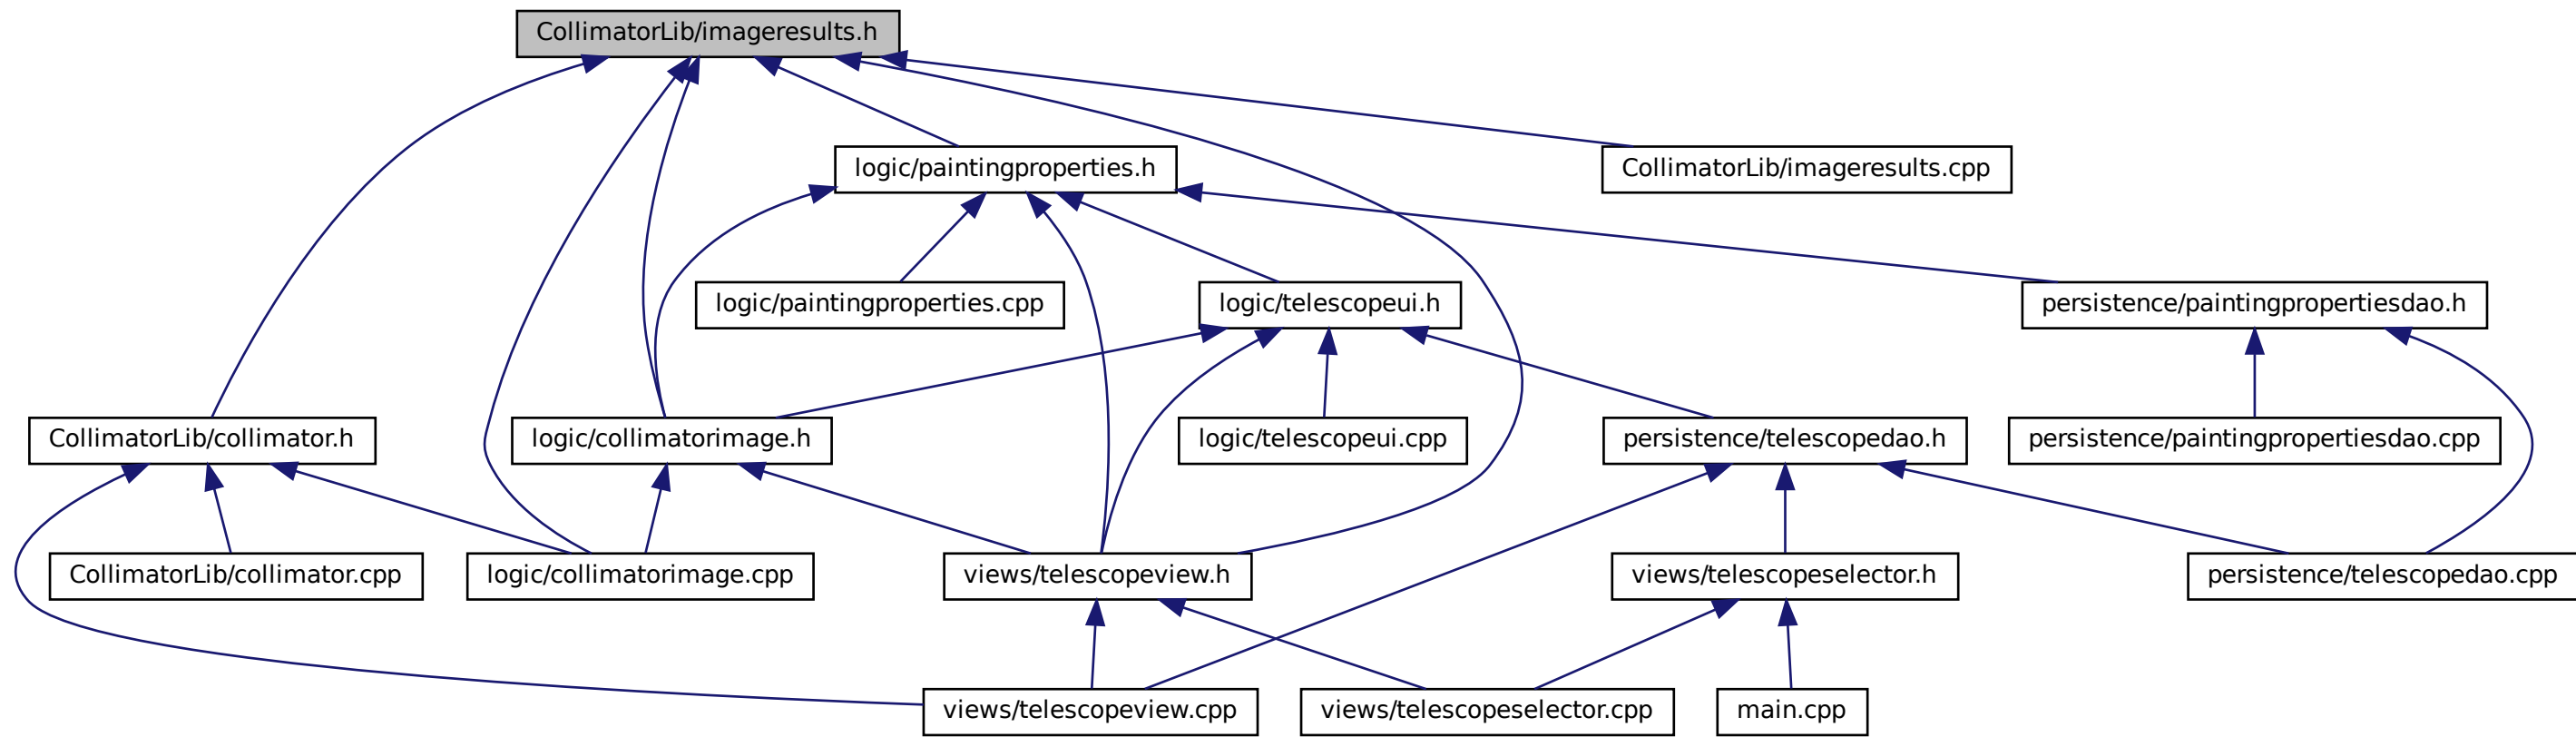 CollimatorLib/imageresults.h
logic/paintingproperties.h
CollimatorLib/imageresults.cpp
logic/paintingproperties.cpp
logic/telescopeui.h
persistence/paintingpropertiesdao.h
CollimatorLib/collimator.h
logic/collimatorimage.h
logic/telescopeui.cpp
persistence/telescopedao.h
persistence/paintingpropertiesdao.cpp
CollimatorLib/collimator.cpp
logic/collimatorimage.cpp
views/telescopeview.h
views/telescopeselector.h
persistence/telescopedao.cpp
views/telescopeview.cpp
views/telescopeselector.cpp
main.cpp